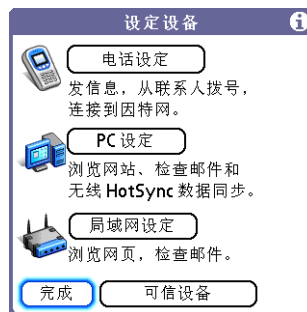 设定设备
电话设定
发信息，从联系人拨号，
连接到因特网。
PC 设定
浏览网站、检查邮件和
无线 HotSync 数据同步。
局域网设定
浏览网页，检查邮件。
完成
可信设备